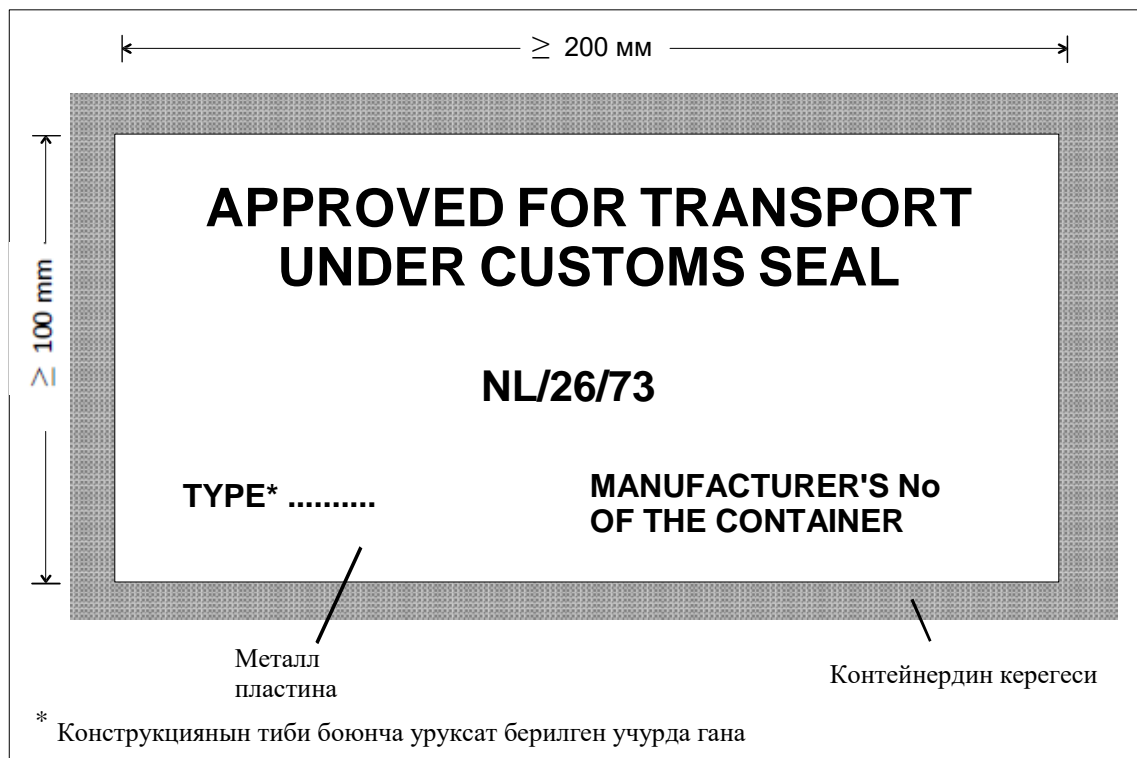 ≥ 200 мм
≥ 100 mm
APPROVED FOR TRANSPORT
UNDER CUSTOMS SEAL
NL/26/73
TYPE* ..........
MANUFACTURER'S No
OF THE CONTAINER
Металл
пластина
Контейнердин керегеси
* Конструкциянын тиби боюнча уруксат берилген учурда гана